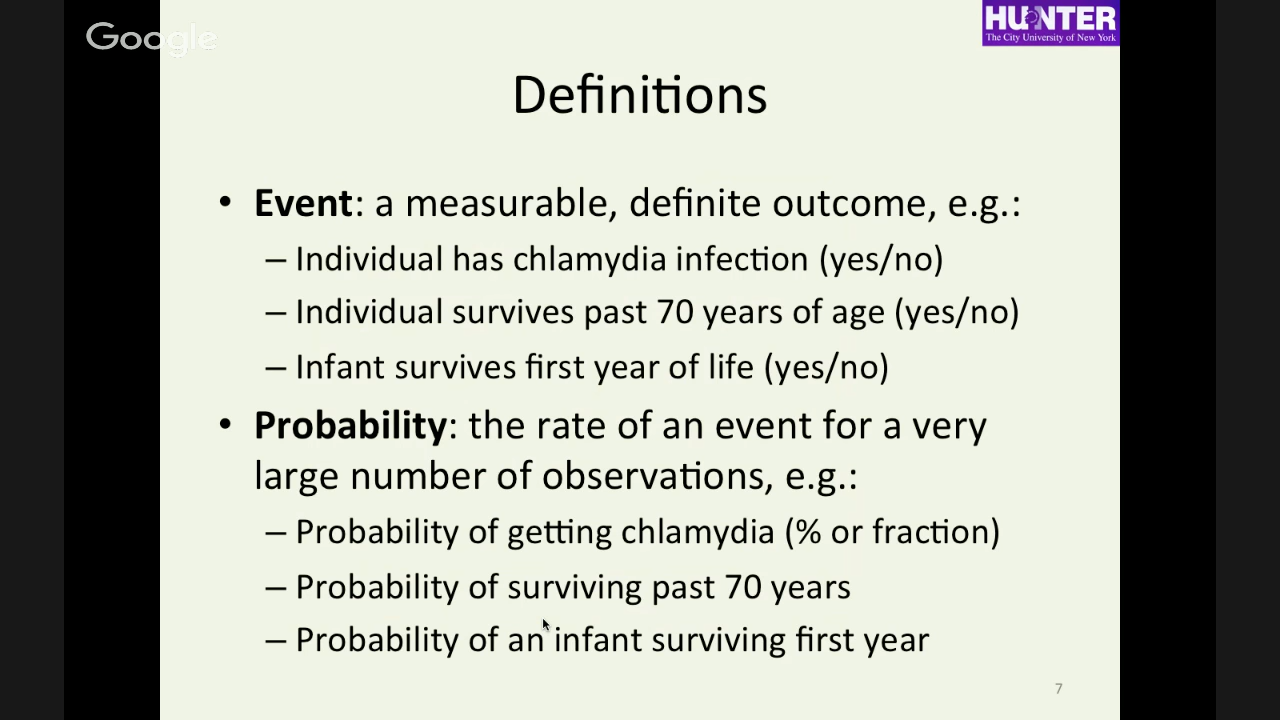 Google
HUNTER
The City University of New York
Definitions
• Event: a measurable, definite outcome, e.g.:
– Individual has chlamydia infection (yes/no)
– Individual survives past 70 years of age (yes/no)
– Infant survives first year of life (yes/no)
• Probability: the rate of an event for a very
large number of observations, e.g.:
– Probability of getting chlamydia (% or fraction)
– Probability of surviving past 70 years
– Probability of an infant surviving first year
7